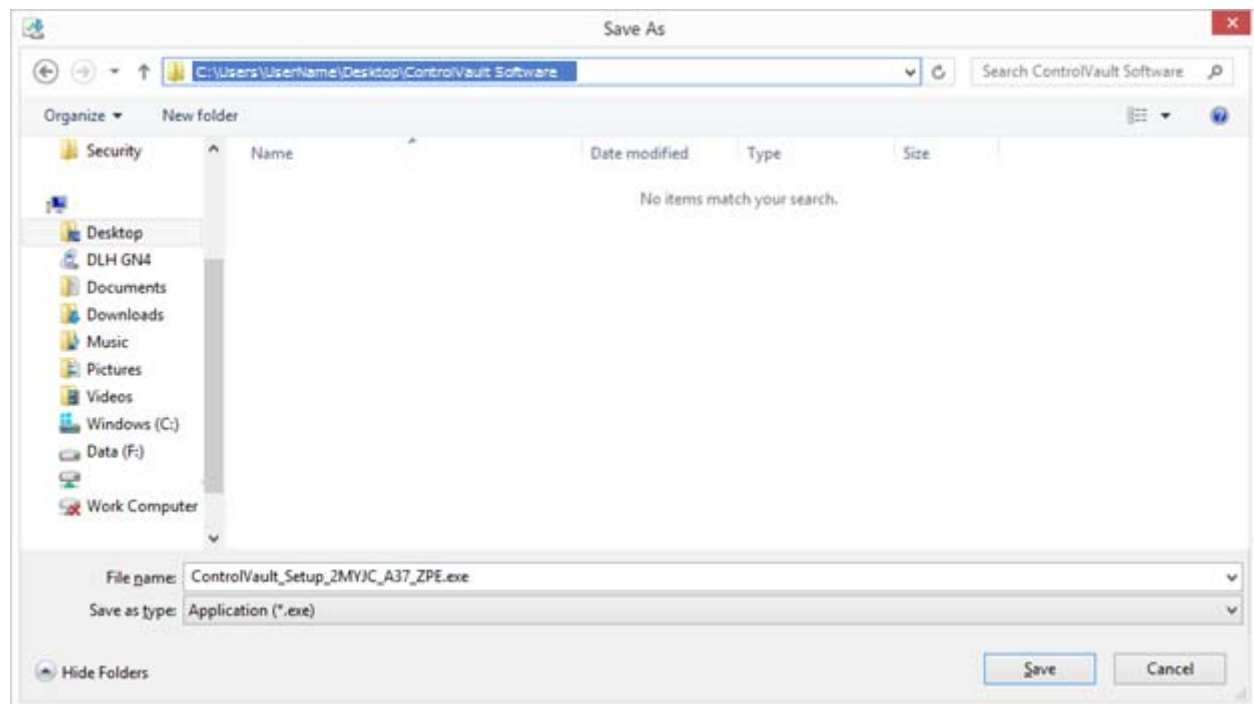 Save As
C:\Users\UserName\Desktop\ControlVault Software
Search ControlVault Software
Organize New folder
Name Date modified Type Size
No items match your search.
Security
Desktop
DLH GN4
Documents
Downloads
Music
Pictures
Videos
Windows (C:)
Data (F:)
Work Computer
File name: ControlVault_Setup_2MYJC_A37_ZPE.exe
Save as type: Application (*.exe)
Hide Folders Save Cancel